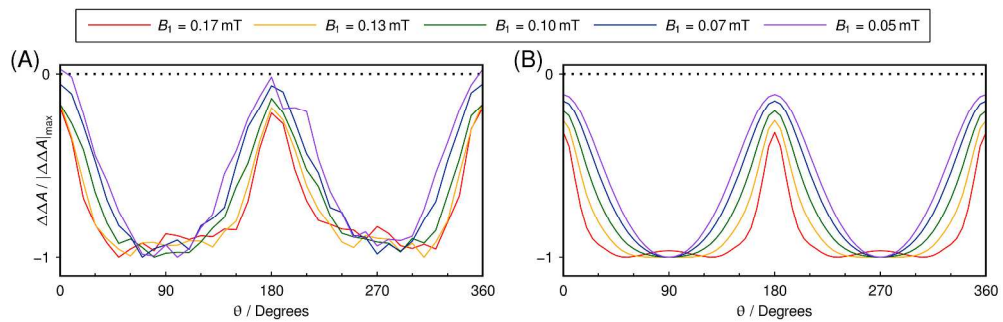 B₁ = 0.17 mT B₁ = 0.13 mT B₁ = 0.10 mT B₁ = 0.07 mT B₁ = 0.05 mT
(A) (B)
0 0
ΔΔA / |ΔΔA|max
−1 −1
0 90 180 270 360 0 90 180 270 360
θ / Degrees θ / Degrees